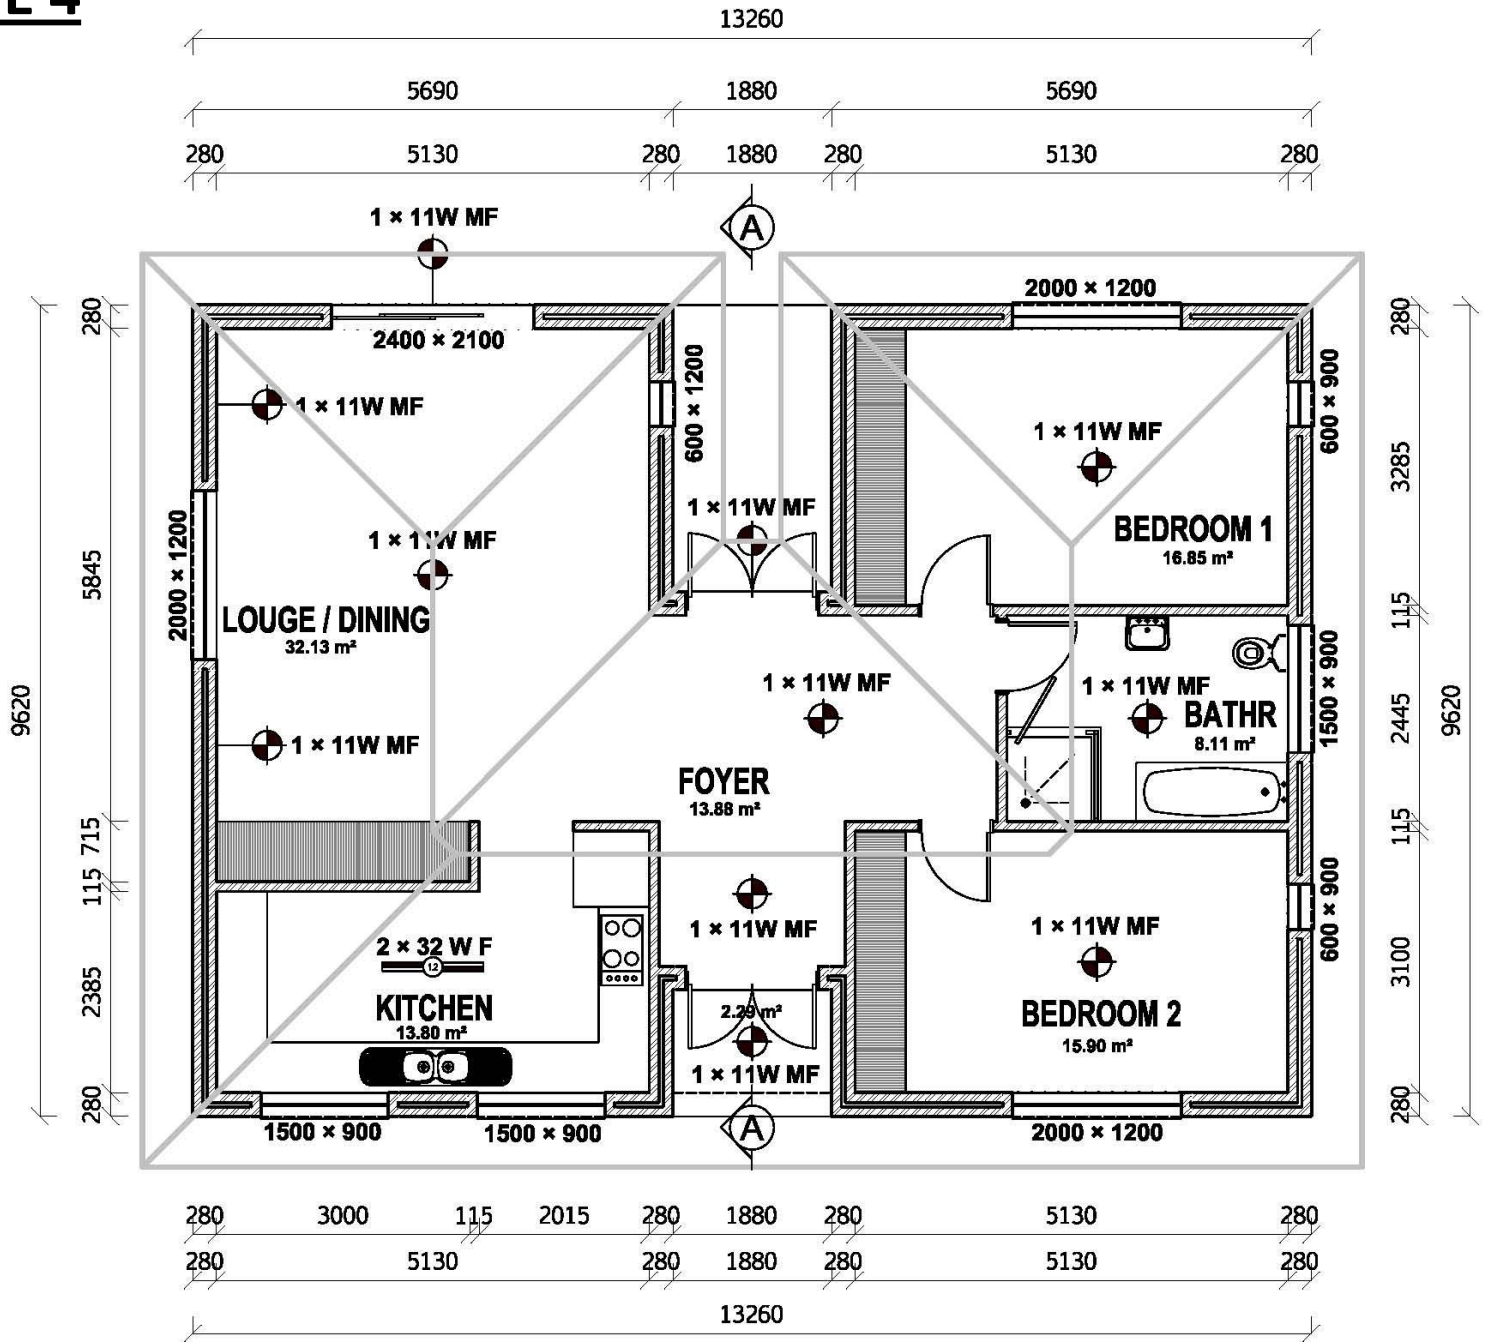 E 4
13260
5690 1880 5690
280 5130 280 1880 280 5130 280
A
1 × 11W MF
2000 × 1200
280
280
2400 × 2100
600 × 1200
600 × 900
1 × 11W MF
1 × 11W MF
3285
1 × 11W MF
2000 × 1200
1 × 11W MF
BEDROOM 1
16.85 m²
5845
LOUGE / DINING
32.13 m²
115
9620
1 × 11W MF
1 × 11W MF
1500 × 900
2445
9620
BATHR
8.11 m²
1 × 11W MF
FOYER
13.88 m²
715
115
115
600 × 900
1 × 11W MF
1 × 11W MF
2 × 32 W F
12
2385
3100
KITCHEN
13.80 m²
2.29 m²
BEDROOM 2
15.90 m²
1 × 11W MF
280
280
A
1500 × 900 1500 × 900
2000 × 1200
280 3000 115 2015 280 1880 280 5130 280
280 5130 280 1880 280 5130 280
13260